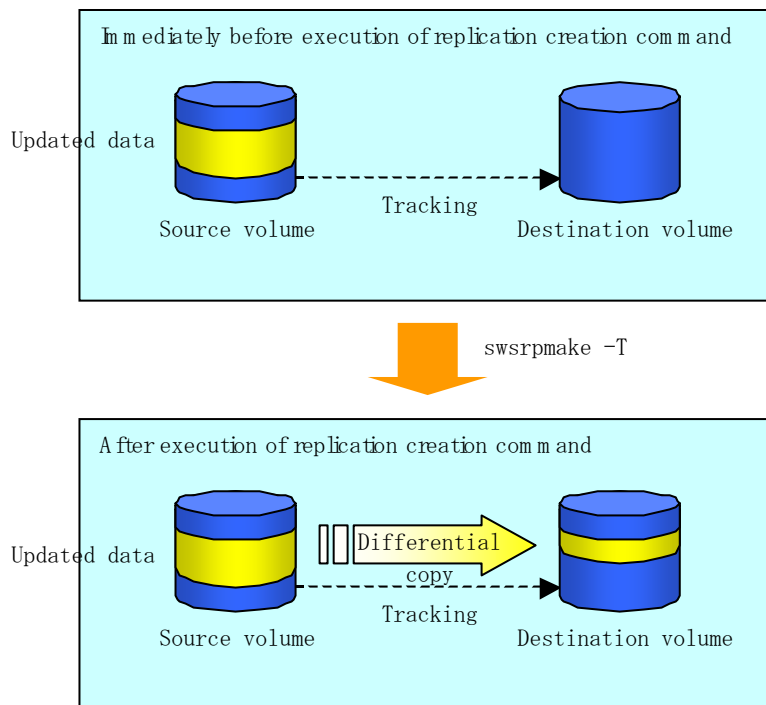 Immediately before execution of replication creation command
Updated data
Tracking
Source volume
Destination volume
swsrpmake -T
After execution of replication creation command
Differential
copy
Updated data
Tracking
Source volume
Destination volume